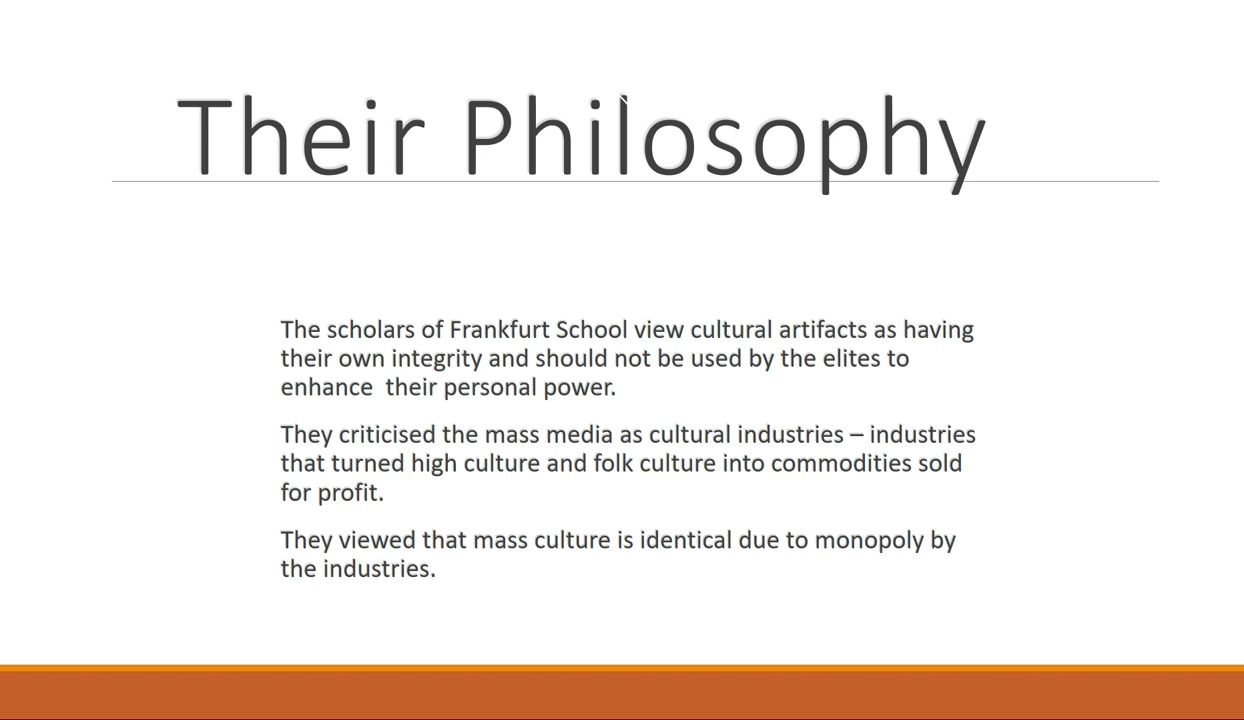 Their Philosophy
The scholars of Frankfurt School view cultural artifacts as having
their own integrity and should not be used by the elites to
enhance  their personal power.
They criticised the mass media as cultural industries – industries
that turned high culture and folk culture into commodities sold
for profit.
They viewed that mass culture is identical due to monopoly by
the industries.